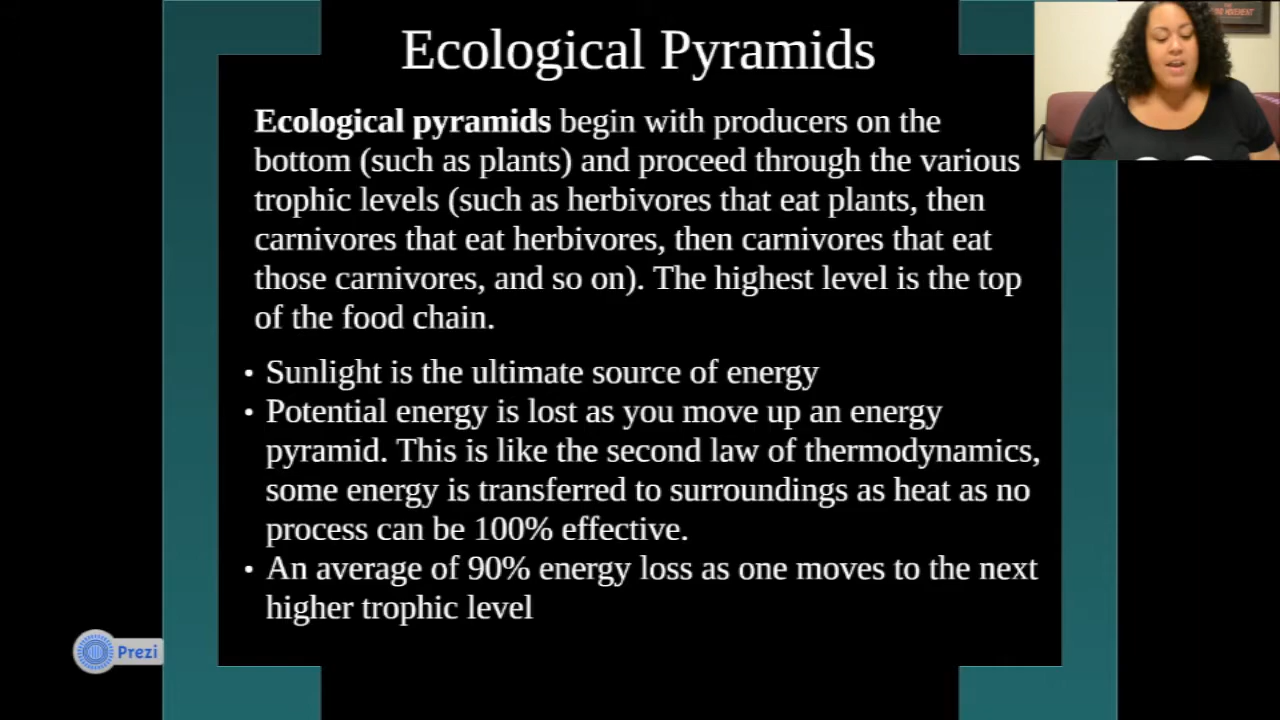 Ecological Pyramids
Ecological pyramids begin with producers on the
bottom (such as plants) and proceed through the various
trophic levels (such as herbivores that eat plants, then
carnivores that eat herbivores, then carnivores that eat
those carnivores, and so on). The highest level is the top
of the food chain.
• Sunlight is the ultimate source of energy
• Potential energy is lost as you move up an energy
pyramid. This is like the second law of thermodynamics,
some energy is transferred to surroundings as heat as no
process can be 100% effective.
• An average of 90% energy loss as one moves to the next
higher trophic level
Prezi